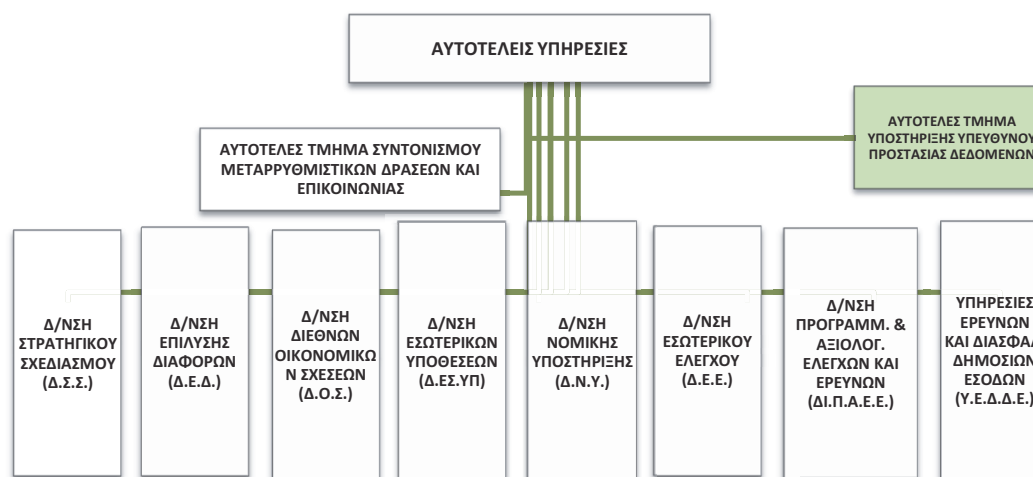 ΑΥΤΟΤΕΛΕΙΣ ΥΠΗΡΕΣΙΕΣ
ΑΥΤΟΤΕΛΕΣ ΤΜΗΜΑ
ΥΠΟΣΤΗΡΙΞΗΣ ΥΠΕΥΘΥΝΟΥ
ΠΡΟΣΤΑΣΙΑΣ ΔΕΔΟΜΕΝΩΝ
ΑΥΤΟΤΕΛΕΣ ΤΜΗΜΑ ΣΥΝΤΟΝΙΣΜΟΥ
ΜΕΤΑΡΡΥΘΜΙΣΤΙΚΩΝ ΔΡΑΣΕΩΝ ΚΑΙ
ΕΠΙΚΟΙΝΩΝΙΑΣ
Δ/ΝΣΗ
ΣΤΡΑΤΗΓΙΚΟΥ
ΣΧΕΔΙΑΣΜΟΥ
(Δ.Σ.Σ.)
Δ/ΝΣΗ
ΕΠΙΛΥΣΗΣ
ΔΙΑΦΟΡΩΝ
(Δ.Ε.Δ.)
Δ/ΝΣΗ
ΔΙΕΘΝΩΝ
ΟΙΚΟΝΟΜΙΚΩ
Ν ΣΧΕΣΕΩΝ
(Δ.Ο.Σ.)
Δ/ΝΣΗ
ΕΣΩΤΕΡΙΚΩΝ
ΥΠΟΘΕΣΕΩΝ
(Δ.ΕΣ.ΥΠ)
Δ/ΝΣΗ
ΝΟΜΙΚΗΣ
ΥΠΟΣΤΗΡΙΞΗΣ
(Δ.Ν.Υ.)
Δ/ΝΣΗ
ΕΣΩΤΕΡΙΚΟΥ
ΕΛΕΓΧΟΥ
(Δ.Ε.Ε.)
Δ/ΝΣΗ
ΠΡΟΓΡΑΜΜ. &
ΑΞΙΟΛΟΓ.
ΕΛΕΓΧΩΝ ΚΑΙ
ΕΡΕΥΝΩΝ
(ΔΙ.Π.Α.Ε.Ε.)
ΥΠΗΡΕΣΙΕΣ
ΕΡΕΥΝΩΝ
ΚΑΙ
ΔΗΜΟΣΙΩΝ
ΕΣΟΔΩΝ
(Υ.Ε.Δ.Δ.Ε.)